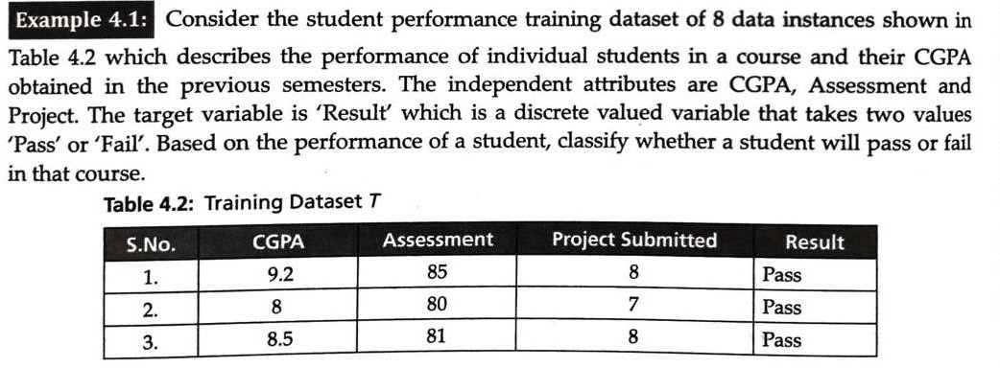 Example 4.1: Consider the student performance training dataset of 8 data instances shown in
Table 4.2 which describes the performance of individual students in a course and their CGPA
obtained in the previous semesters. The independent attributes are CGPA, Assessment and
Project. The target variable is ‘Result’ which is a discrete valued variable that takes two values
‘Pass’ or ‘Fail’. Based on the performance of a student, classify whether a student will pass or fail
in that course.
Table 4.2: Training Dataset T
S.No. CGPA Assessment Project Submitted Result
1. 9.2 85 8 Pass
2. 8 80 7 Pass
3. 8.5 81 8 Pass